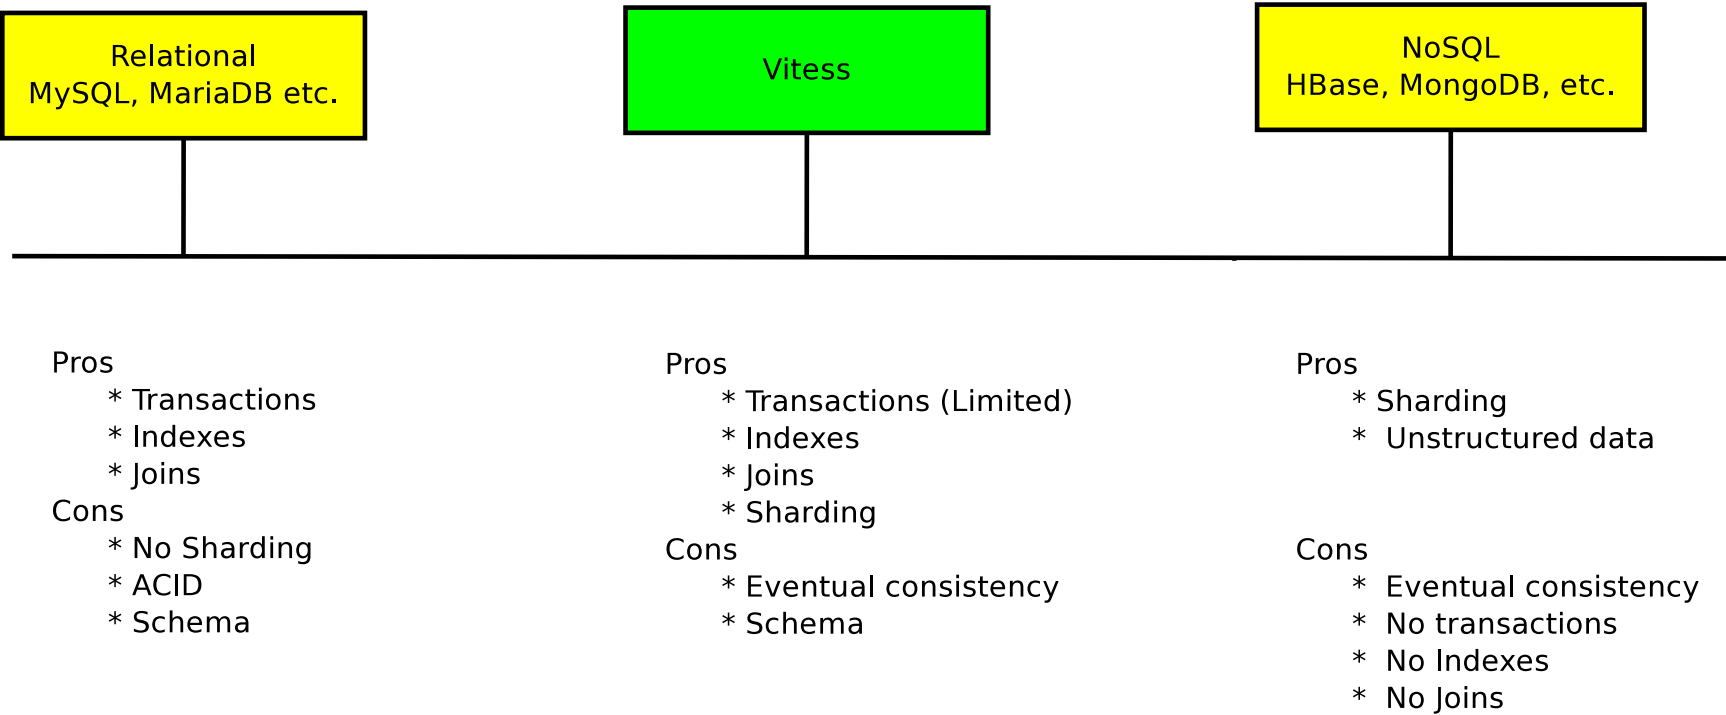 Relational
MySQL, MariaDB etc.
Vitess
NoSQL
HBase, MongoDB, etc.
Pros
* Transactions
* Indexes
* Joins
Cons
* No Sharding
* ACID
* Schema
Pros
* Transactions (Limited)
* Indexes
* Joins
* Sharding
Cons
* Eventual consistency
* Schema
Pros
* Sharding
* Unstructured data
Cons
* Eventual consistency
* No transactions
* No Indexes
* No Joins